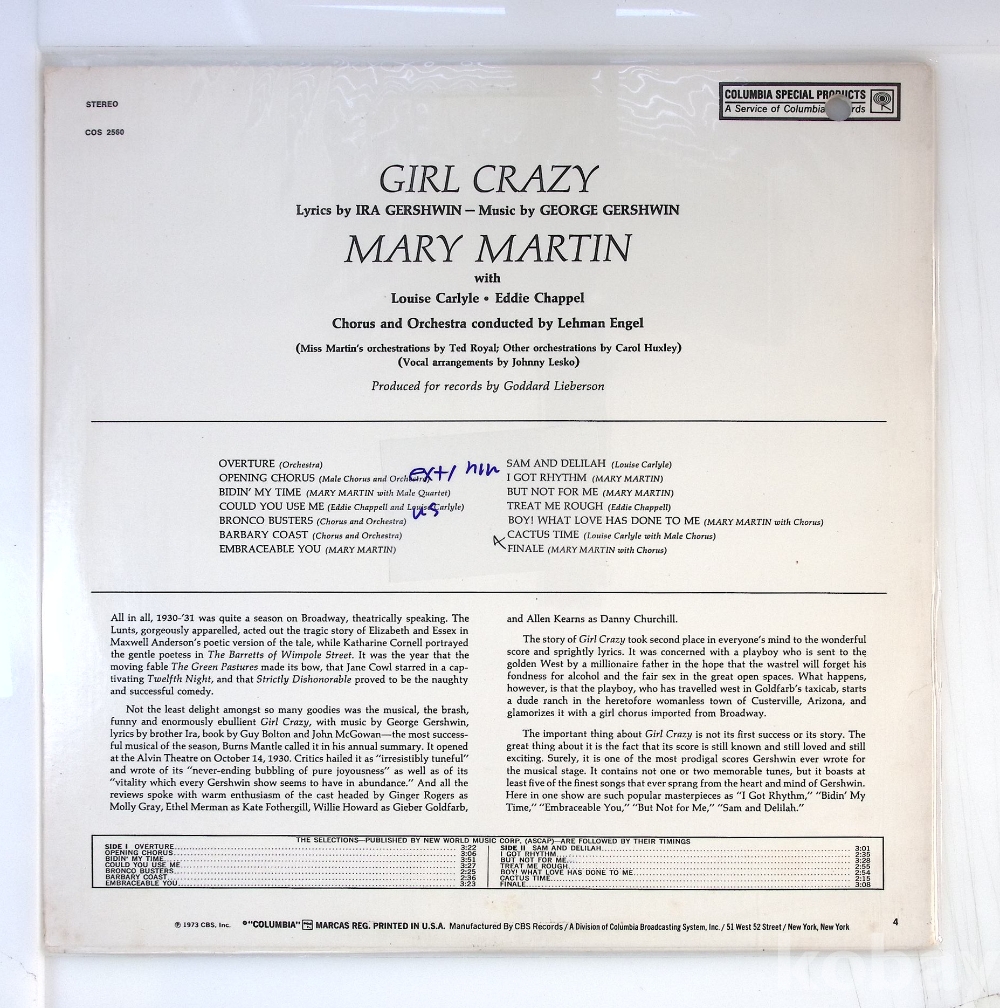 STEREO
COS 2560
COLUMBIA SPECIAL PRODUCTS
A Service of Columbia
GIRL CRAZY
Lyrics by IRA GERSHWIN — Music by GEORGE GERSHWIN
MARY MARTIN
with
Louise Carlyle • Eddie Chappel
Chorus and Orchestra conducted by Lehman Engel
(Miss Martin's orchestrations by Ted Royal; Other orchestrations by Carol Huxley)
(Vocal arrangements by Johnny Lesko)
Produced for records by Goddard Lieberson
OVERTURE (Orchestra)
OPENING CHORUS (Male Chorus and Orchestra)
BIDIN' MY TIME (MARY MARTIN with Male Quartet)
COULD YOU USE ME (Eddie Chappell and Louise Carlyle)
BRONCO BUSTERS (Chorus and Orchestra)
BARBARY COAST (Chorus and Orchestra)
EMBRACEABLE YOU (MARY MARTIN)
us
SAM AND DELILAH (Louise Carlyle)
I GOT RHYTHM (MARY MARTIN)
BUT NOT FOR ME (MARY MARTIN)
TREAT ME ROUGH (Eddie Chappell)
BOY! WHAT LOVE HAS DONE TO ME (MARY MARTIN with Chorus)
CACTUS TIME (Louise Carlyle with Male Chorus)
FINALE (MARY MARTIN with Chorus)
All in all, 1930-'31 was quite a season on Broadway, theatrically speaking. The
Lunts, gorgeously apparelled, acted out the tragic story of Elizabeth and Essex in
Maxwell Anderson's poetic version of the tale, while Katharine Cornell portrayed
the gentle poetess in The Barretts of Wimpole Street. It was the year that the
moving fable The Green Pastures made its bow, that Jane Cowl starred in a cap-
tivating Twelfth Night, and that Strictly Dishonorable proved to be the naughty
and successful comedy.
Not the least delight amongst so many goodies was the musical, the brash,
funny and enormously ebullient Girl Crazy, with music by George Gershwin,
lyrics by brother Ira, book by Guy Bolton and John McGowan—the most success-
ful musical of the season, Burns Mantle called it in his annual summary. It opened
at the Alvin Theatre on October 14, 1930. Critics hailed it as "irresistibly tuneful"
and wrote of its "never-ending bubbling of pure joyousness" as well as of its
"vitality which every Gershwin show seems to have in abundance." And all the
reviews spoke with warm enthusiasm of the cast headed by Ginger Rogers as
Molly Gray, Ethel Merman as Kate Fothergill, Willie Howard as Gieber Goldfarb,
and Allen Kearns as Danny Churchill.
The story of Girl Crazy took second place in everyone's mind to the wonderful
score and sprightly lyrics. It was concerned with a playboy who is sent to the
golden West by a millionaire father in the hope that the wastrel will forget his
fondness for alcohol and the fair sex in the great open spaces. What happens,
however, is that the playboy, who has travelled west in Goldfarb's taxicab, starts
a dude ranch in the heretofore womanless town of Custerville, Arizona, and
glamorizes it with a girl chorus imported from Broadway.
The important thing about Girl Crazy is not its first success or its story. The
great thing about it is the fact that its score is still known and still loved and still
exciting. Surely, it is one of the most prodigal scores Gershwin ever wrote for
the musical stage. It contains not one or two memorable tunes, but it boasts at
least five of the finest songs that ever sprang from the heart and mind of Gershwin.
Here in one show are such popular masterpieces as "I Got Rhythm," "Bidin' My
Time," "Embraceable You," "But Not for Me," "Sam and Delilah."
THE SELECTIONS—PUBLISHED BY NEW WORLD MUSIC CORP. (ASCAP)—ARE FOLLOWED BY THEIR TIMINGS
SIDE I OVERTURE 3:22
OPENING CHORUS 3:06
BIDIN' MY TIME 3:51
COULD YOU USE ME 3:27
BRONCO BUSTERS 2:25
BARBARY COAST 2:36
EMBRACEABLE YOU 3:23
SIDE II SAM AND DELILAH 3:01
I GOT RHYTHM 2:35
BUT NOT FOR ME 3:28
TREAT ME ROUGH 2:55
BOY! WHAT LOVE HAS DONE TO ME 2:54
CACTUS TIME 2:15
FINALE 3:08
℗ 1973 CBS, Inc. ®"COLUMBIA" MARCAS REG. PRINTED IN U.S.A. Manufactured By CBS Records / A Division of Columbia Broadcasting System, Inc. / 51 West 52 Street / New York, New York
4